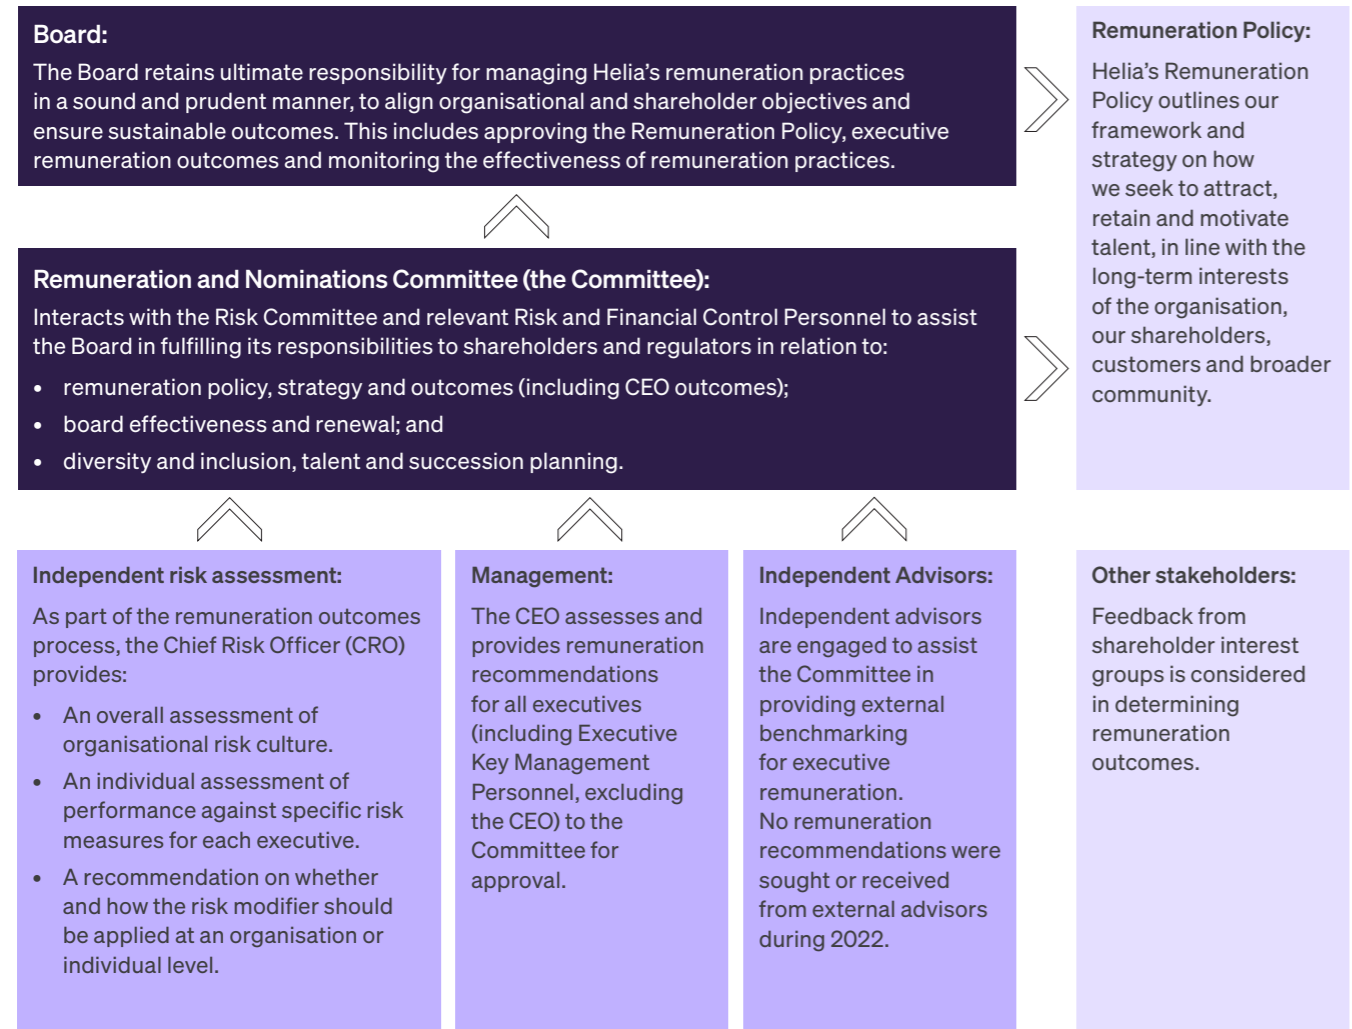 Board:
The Board retains ultimate responsibility for managing Helia’s remuneration practices
in a sound and prudent manner, to align organisational and shareholder objectives and
ensure sustainable outcomes. This includes approving the Remuneration Policy, executive
remuneration outcomes and monitoring the effectiveness of remuneration practices.
Remuneration Policy:
Helia’s Remuneration
Policy outlines our
framework and
strategy on how
we seek to attract,
retain and motivate
talent, in line with the
long-term interests
of the organisation,
our shareholders,
customers and broader
community.
Remuneration and Nominations Committee (the Committee):
Interacts with the Risk Committee and relevant Risk and Financial Control Personnel to assist
the Board in fulfilling its responsibilities to shareholders and regulators in relation to:
• remuneration policy, strategy and outcomes (including CEO outcomes);
• board effectiveness and renewal; and
• diversity and inclusion, talent and succession planning.
Independent risk assessment:
As part of the remuneration outcomes
process, the Chief Risk Officer (CRO)
provides:
• An overall assessment of
organisational risk culture.
• An individual assessment of
performance against specific risk
measures for each executive.
• A recommendation on whether
and how the risk modifier should
be applied at an organisation or
individual level.
Management:
The CEO assesses and
provides remuneration
recommendations
for all executives
(including Executive
Key Management
Personnel, excluding
the CEO) to the
Committee for
approval.
Independent Advisors:
Independent advisors
are engaged to assist
the Committee in
providing external
benchmarking
for executive
remuneration.
No remuneration
recommendations were
sought or received
from external advisors
during 2022.
Other stakeholders:
Feedback from
shareholder interest
groups is considered
in determining
remuneration
outcomes.